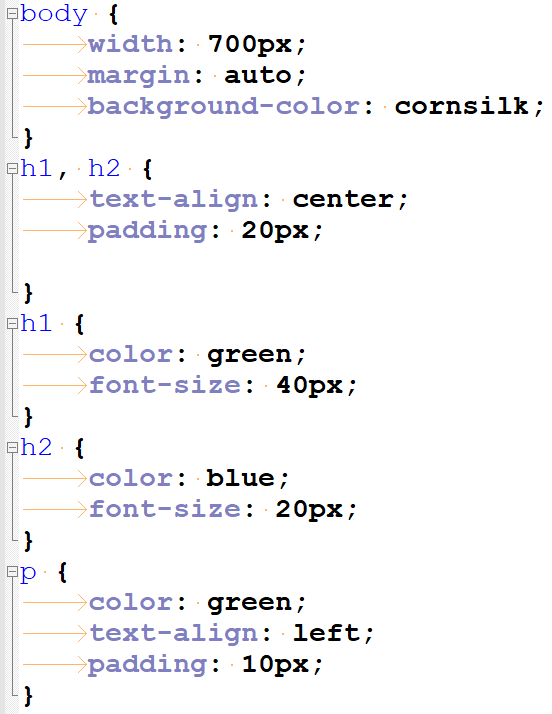 body {
width: 700px;
margin: auto;
background-color: cornsilk;
}
h1, h2 {
text-align: center;
padding: 20px;
}
h1 {
color: green;
font-size: 40px;
}
h2 {
color: blue;
font-size: 20px;
}
p {
color: green;
text-align: left;
padding: 10px;
}